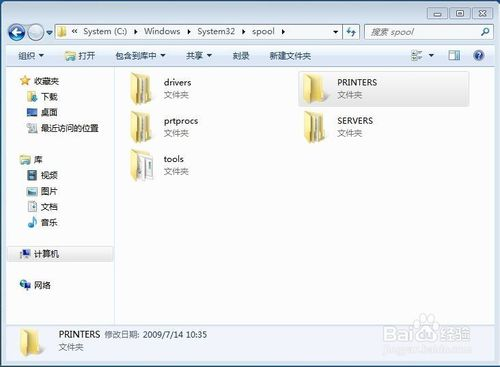 « System (C:) ▸ Windows ▸ System32 ▸ spool ▸
搜索 spool
组织 打开 包含到库中 共享 刻录 新建文件夹
收藏夹
下载
桌面
最近访问的位置
库
视频
图片
文档
音乐
计算机
网络
drivers
文件夹
PRINTERS
文件夹
prtprocs
文件夹
SERVERS
文件夹
tools
文件夹
PRINTERS 修改日期: 2009/7/14 10:35
文件夹
Baidu 经验
jingyan.baidu.com